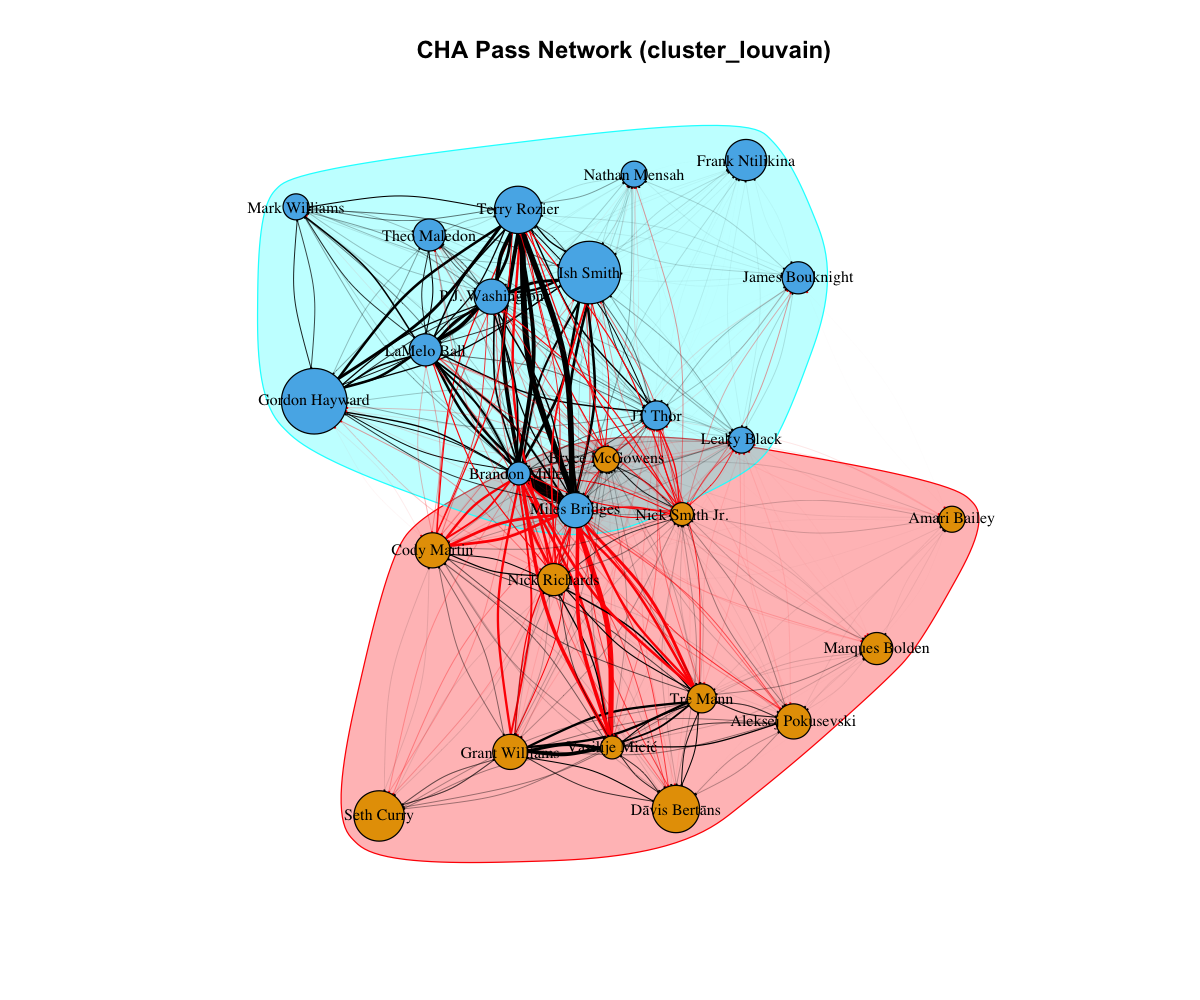 CHA Pass Network (cluster_louvain)
Frank Ntilikina
Nathan Mensah
Mark Williams
Terry Rozier
Theo Maledon
Ish Smith
James Bouknight
P.J. Washington
LaMelo Ball
Gordon Hayward
JT Thor
Leaky Black
Bryce McGowens
Brandon Miller
Miles Bridges
Nick Smith Jr.
Amari Bailey
Cody Martin
Nick Richards
Marques Bolden
Tre Mann
Aleksej Pokusevski
Vasilije Micić
Grant Williams
Dāvis Bertāns
Seth Curry